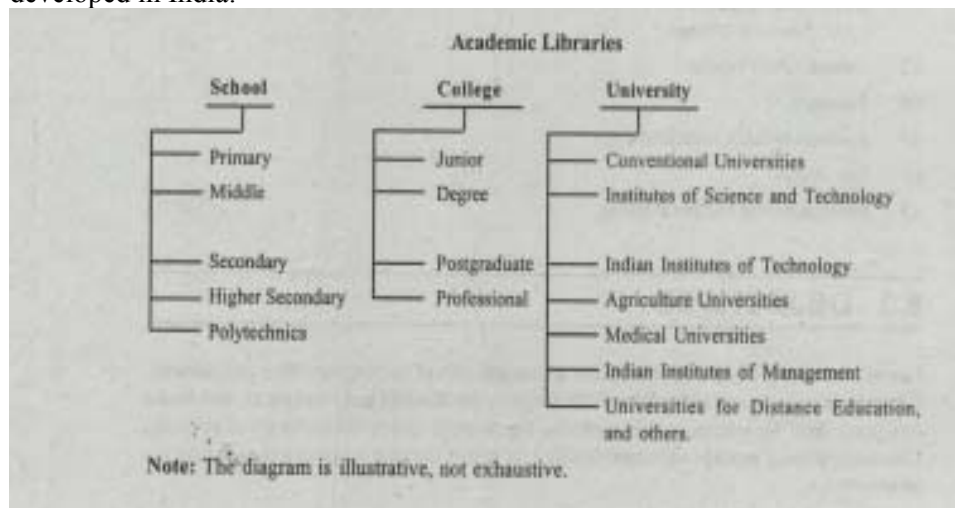 developed in India.
Academic Libraries
School
Primary
Middle
Secondary
Higher Secondary
Polytechnics
College
Junior
Degree
Postgraduate
Professional
University
Conventional Universities
Institutes of Science and Technology
Indian Institutes of Technology
Agriculture Universities
Medical Universities
Indian Institutes of Management
Universities for Distance Education,
and others.
Note: The diagram is illustrative, not exhaustive.